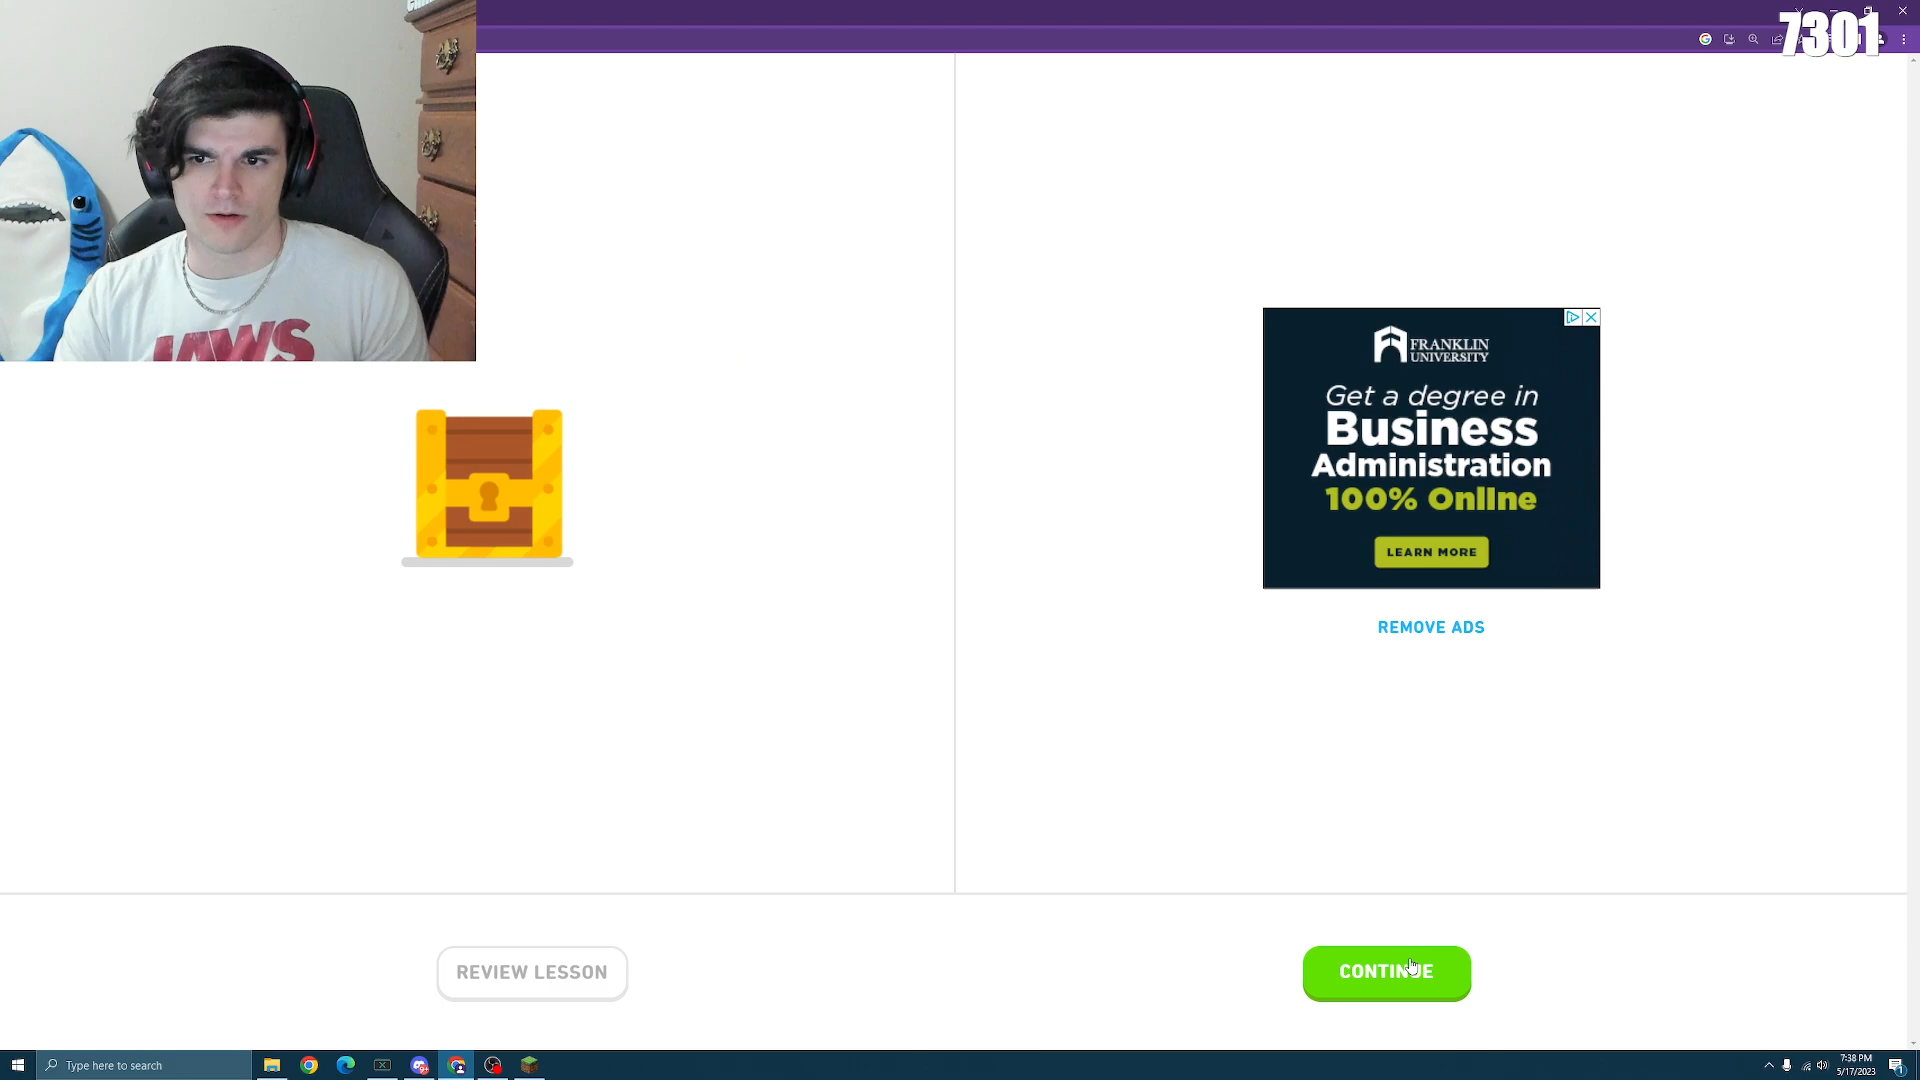 7301
JAWS
FRANKLIN
UNIVERSITY
Get a degree in
Business
Administration
100% Online
LEARN MORE
REMOVE ADS
REVIEW LESSON
CONTINUE
Type here to search
7:38 PM
5/17/2023